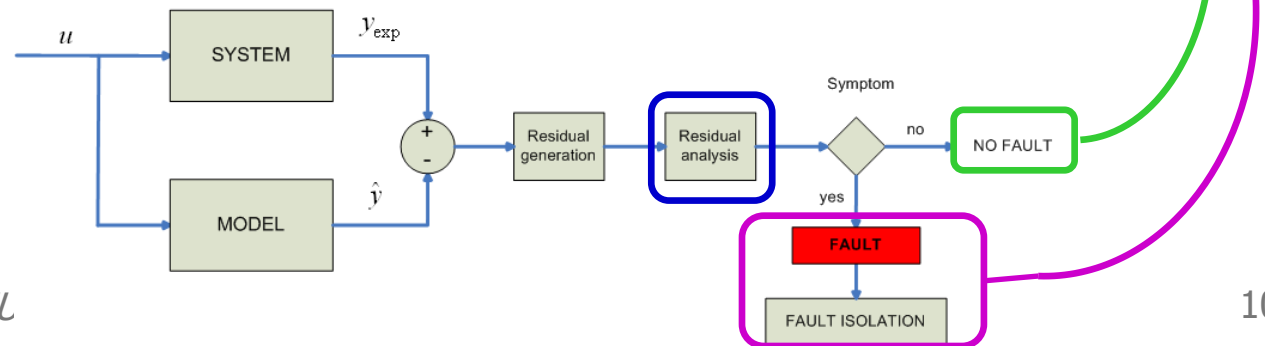 u
SYSTEM
y_exp
Symptom
+
-
Residual
generation
Residual
analysis
no
NO FAULT
yes
ŷ
MODEL
FAULT
FAULT ISOLATION